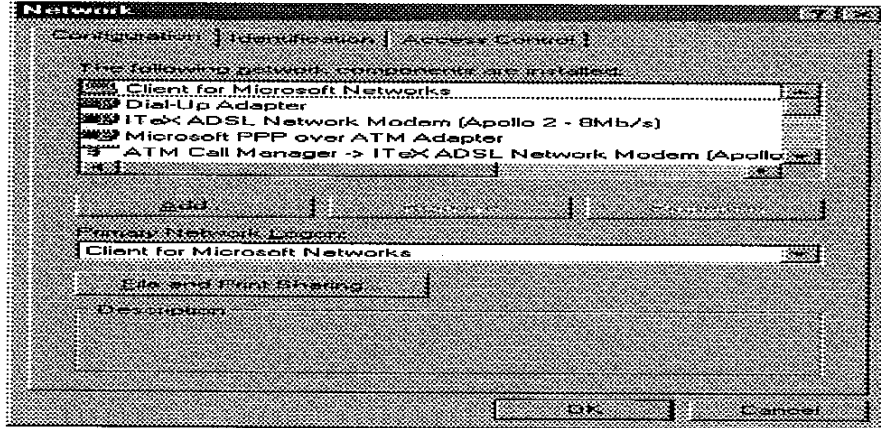 Network
Configuration Identification Access Control
The following network components are installed:
Client for Microsoft Networks
Dial-Up Adapter
ITeX ADSL Network Modem (Apollo 2 - 8Mb/s)
Microsoft PPP over ATM Adapter
ATM Call Manager -> ITeX ADSL Network Modem (Apollo
Add...
Primary Network Logon:
Client for Microsoft Networks
File and Print Sharing...
Description
OK Cancel